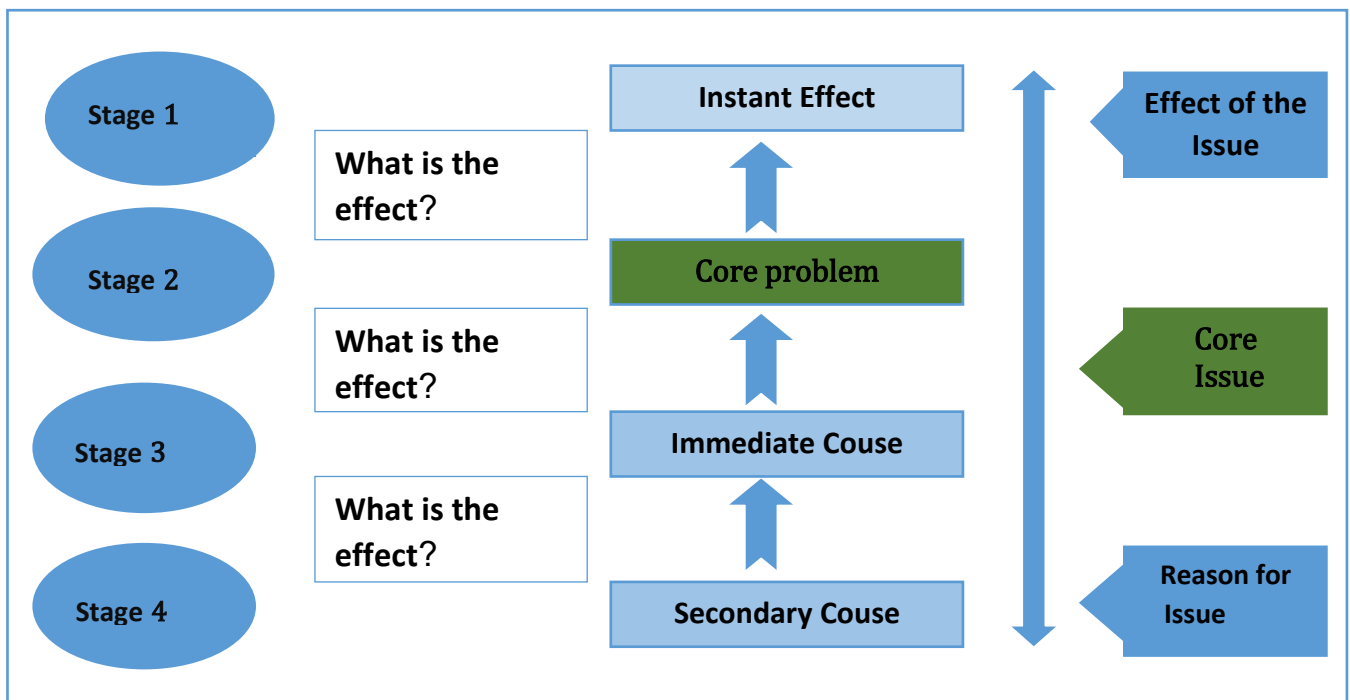 Stage 1
Instant Effect
Effect of the
Issue
What is the
effect?
Stage 2
Core problem
What is the
effect?
Core
Issue
Stage 3
Immediate Couse
What is the
effect?
Stage 4
Secondary Couse
Reason for
Issue